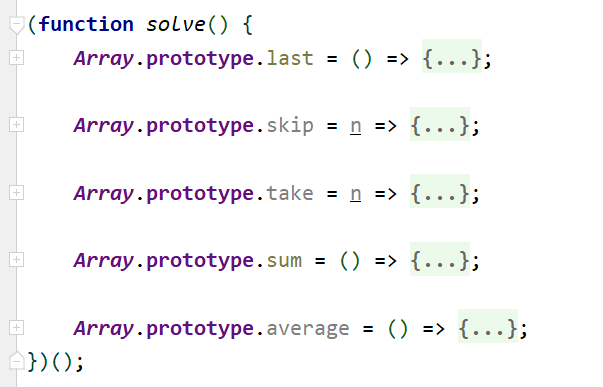 (function solve() {
Array.prototype.last = () => {...};
Array.prototype.skip = n => {...};
Array.prototype.take = n => {...};
Array.prototype.sum = () => {...};
Array.prototype.average = () => {...};
})();